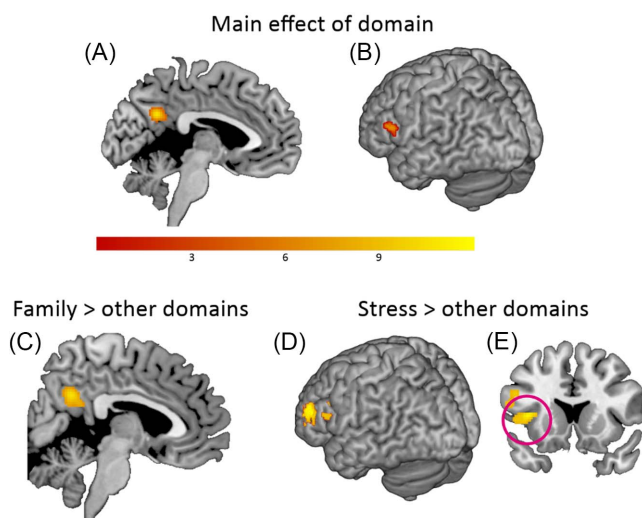 Main effect of domain
(A)
(B)
3 6 9
Family > other domains
Stress > other domains
(C)
(D)
(E)